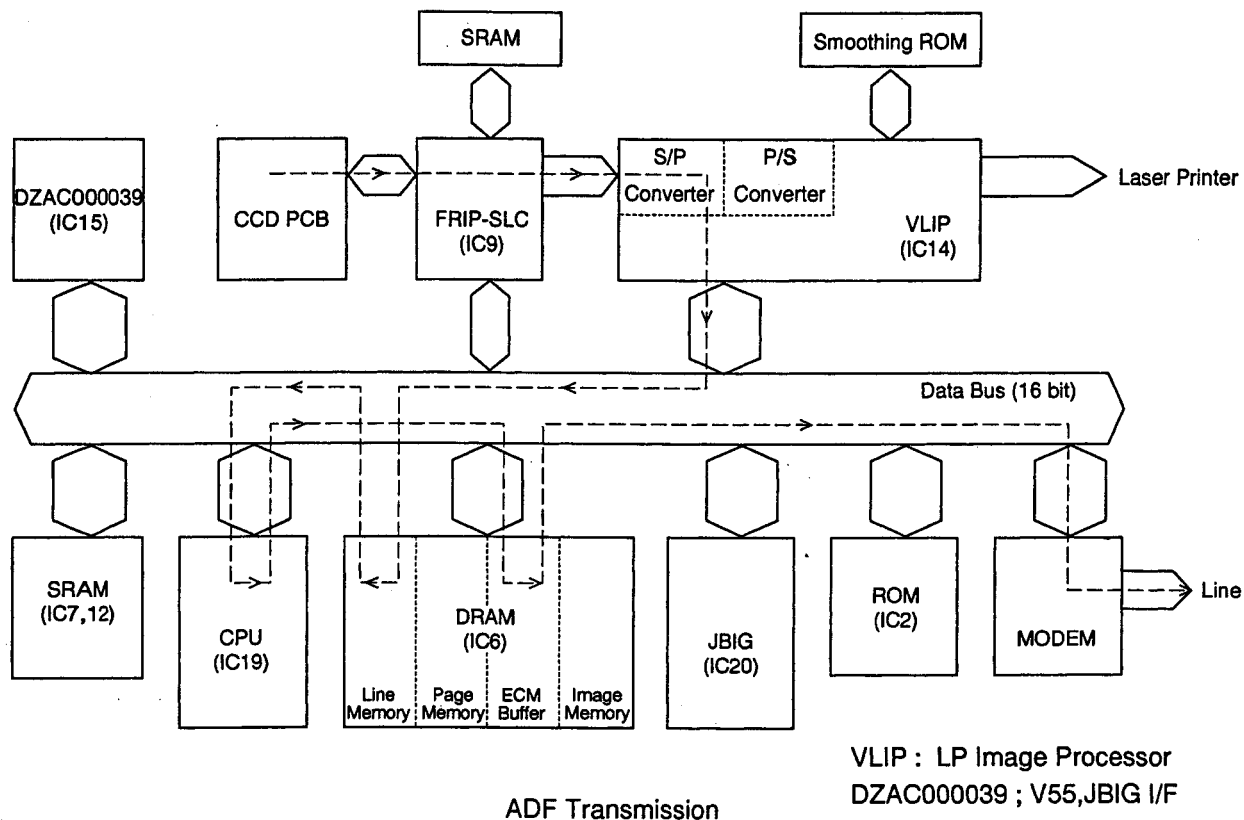 SRAM
Smoothing ROM
DZAC000039
(IC15)
CCD PCB
FRIP-SLC
(IC9)
S/P
Converter
P/S
Converter
VLIP
(IC14)
Laser Printer
Data Bus (16 bit)
SRAM
(IC7,12)
CPU
(IC19)
DRAM
(IC6)
Line
Memory
Page
Memory
ECM
Buffer
Image
Memory
JBIG
(IC20)
ROM
(IC2)
MODEM
Line
VLIP : LP Image Processor
DZAC000039 ; V55,JBIG I/F
ADF Transmission